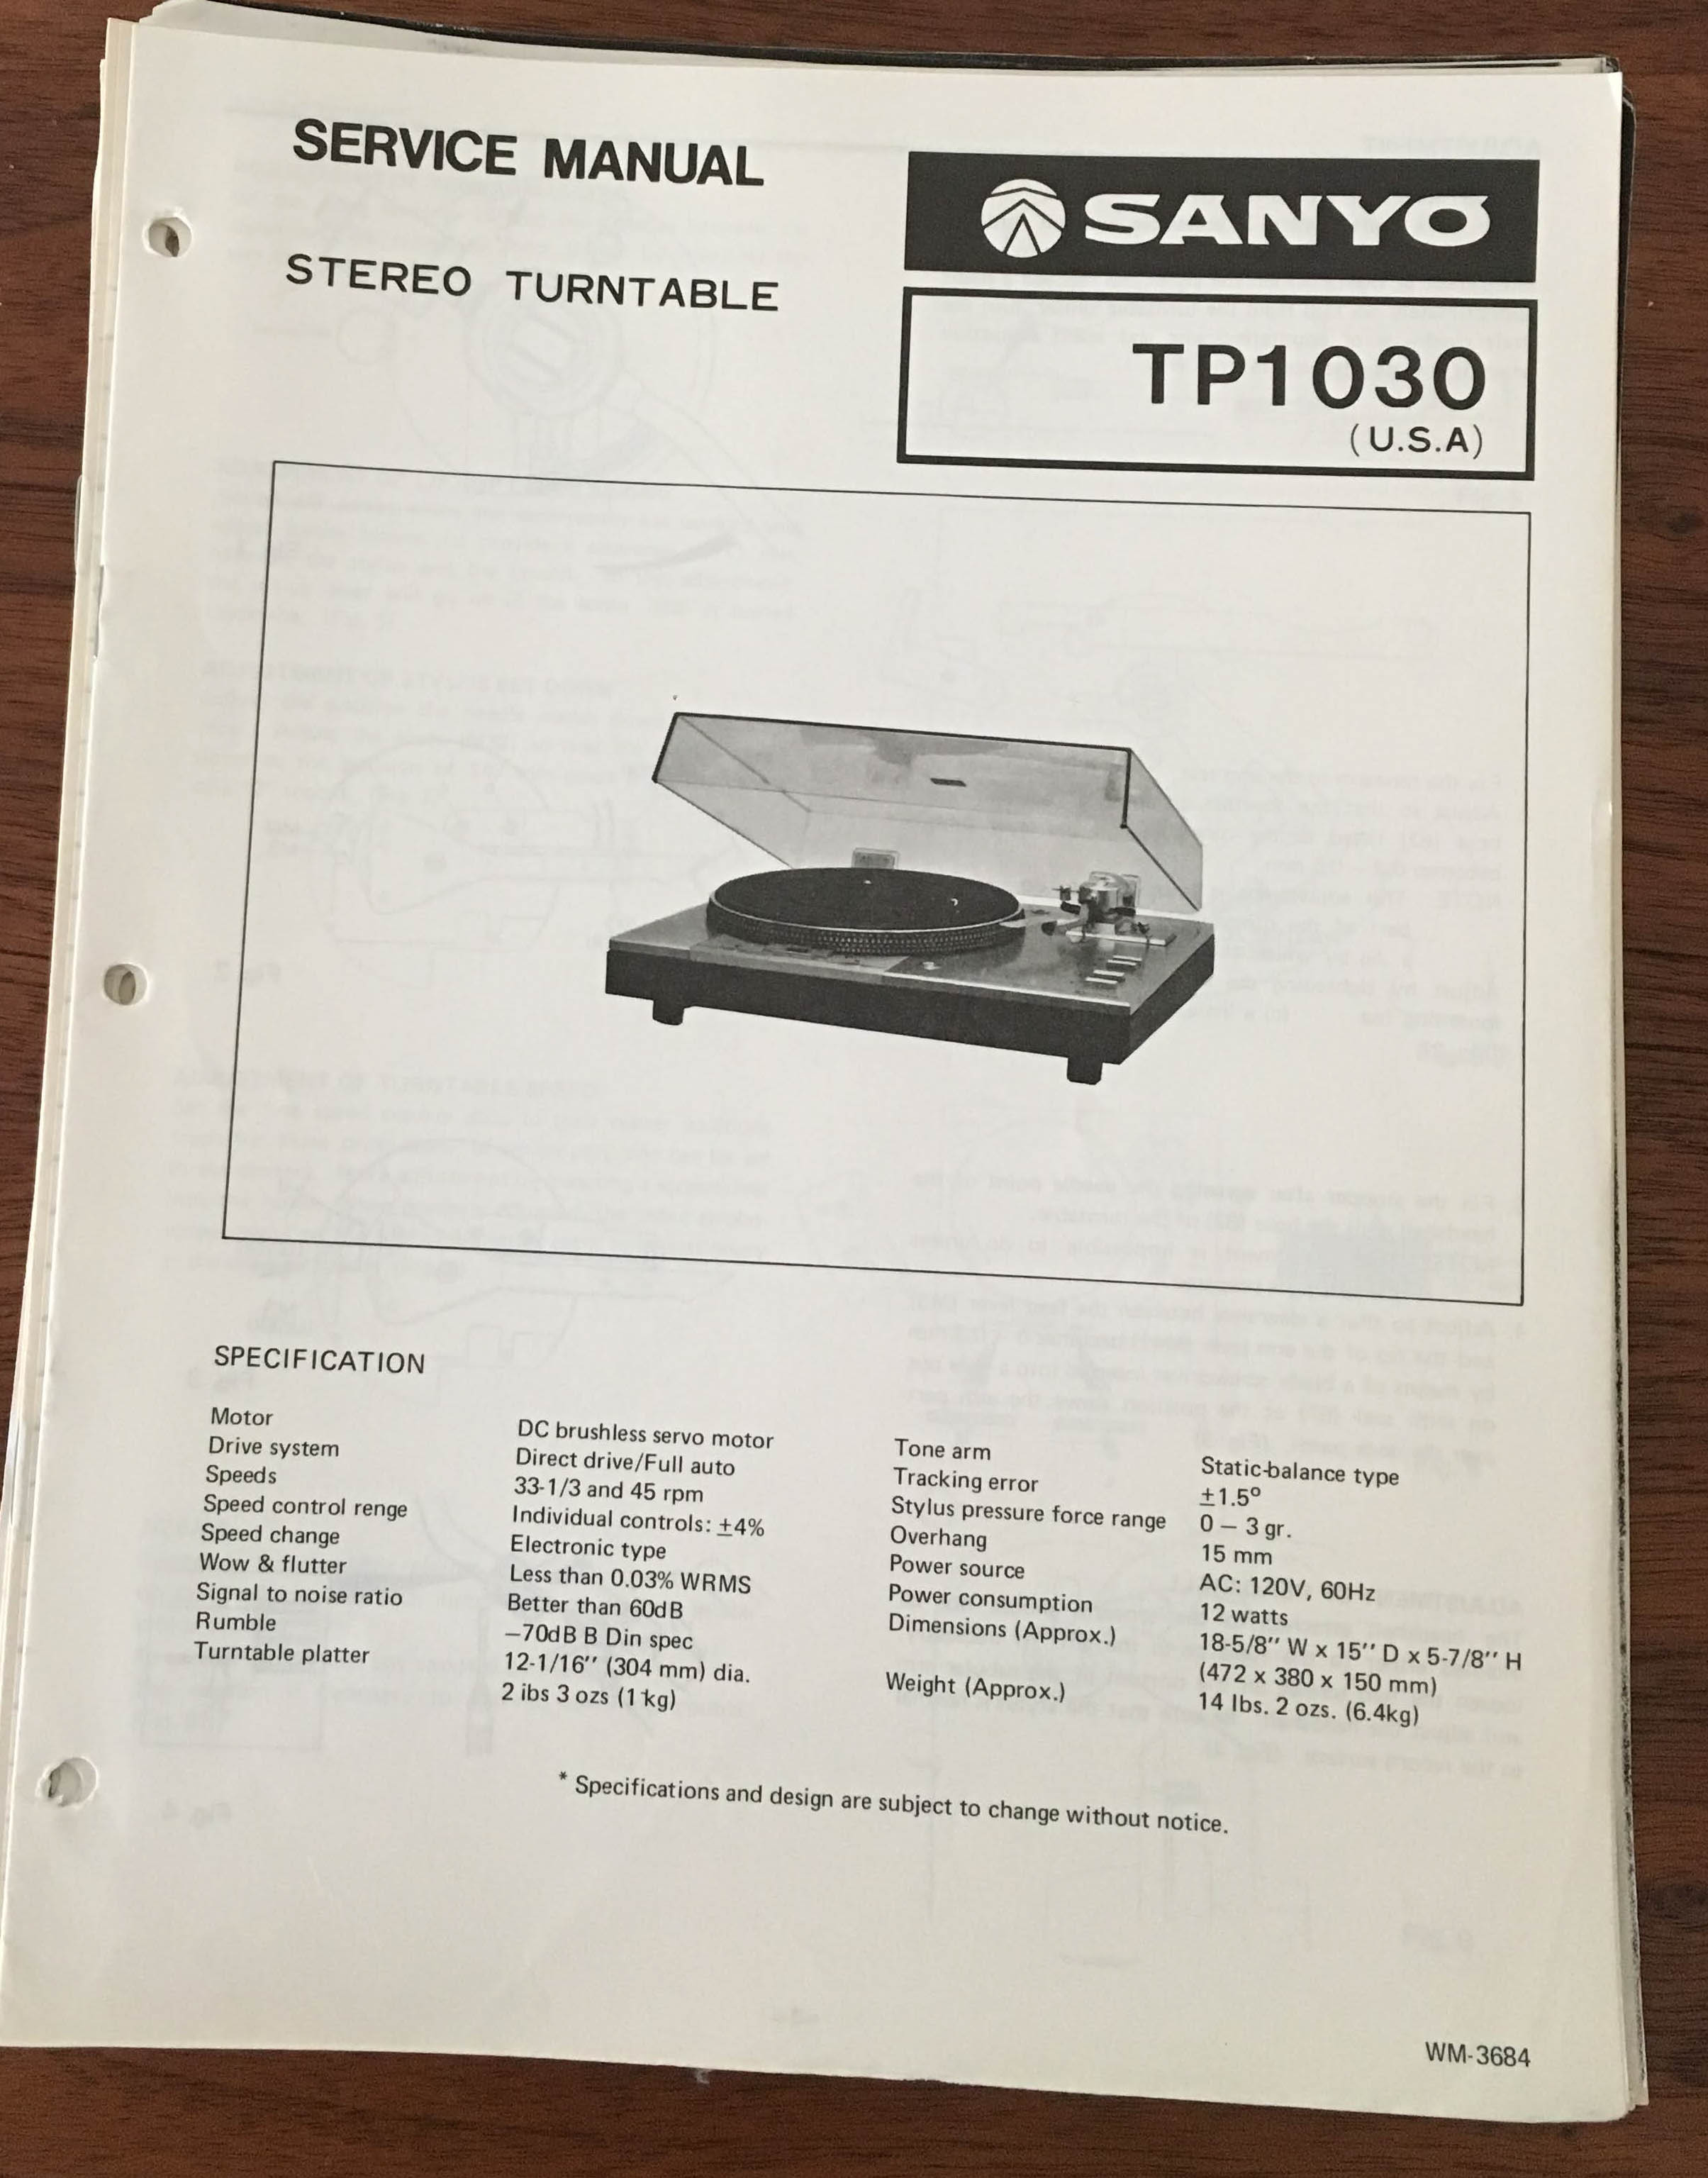 SERVICE MANUAL
STEREO TURNTABLE
SANYO
TP1030
(U.S.A)
SPECIFICATION
Motor DC brushless servo motor
Drive system Direct drive/Full auto
Speeds 33-1/3 and 45 rpm
Speed control renge Individual controls: ±4%
Speed change Electronic type
Wow & flutter Less than 0.03% WRMS
Signal to noise ratio Better than 60dB
Rumble −70dB B Din spec
Turntable platter 12-1/16′′ (304 mm) dia.
2 ibs 3 ozs (1 kg)
Tone arm Static-balance type
Tracking error ±1.5°
Stylus pressure force range 0 − 3 gr.
Overhang 15 mm
Power source AC: 120V, 60Hz
Power consumption 12 watts
Dimensions (Approx.) 18-5/8′′ W x 15′′ D x 5-7/8′′ H
(472 x 380 x 150 mm)
Weight (Approx.) 14 lbs. 2 ozs. (6.4kg)
* Specifications and design are subject to change without notice.
WM-3684